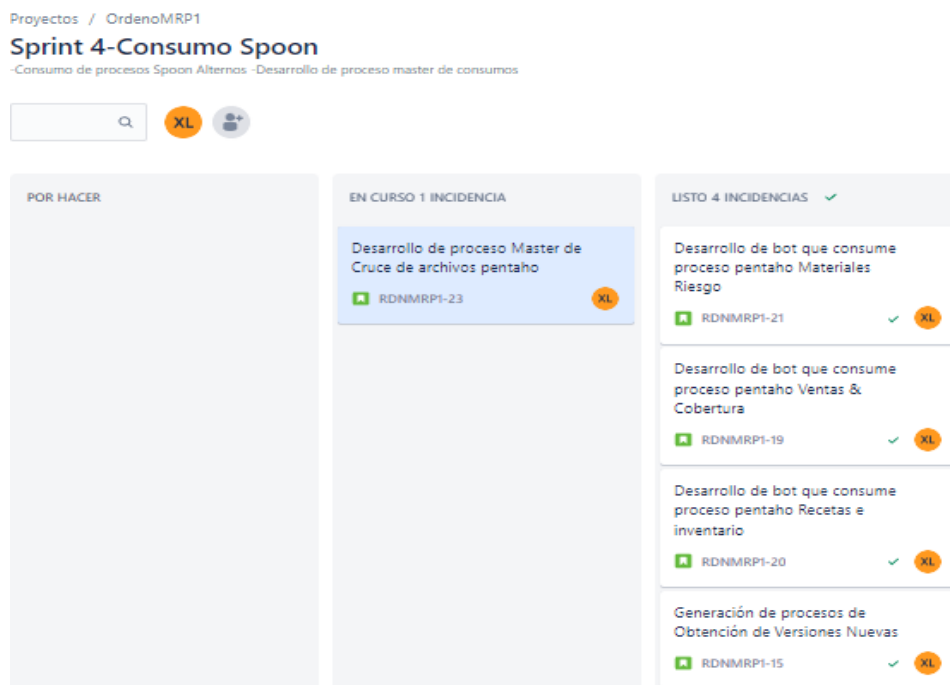 Proyectos / OrdenoMRP1
Sprint 4-Consumo Spoon
-Consumo de procesos Spoon Alternos -Desarrollo de proceso master de consumos
XL
POR HACER
EN CURSO 1 INCIDENCIA
Desarrollo de proceso Master de
Cruce de archivos pentaho
RDNMRP1-23
XL
LISTO 4 INCIDENCIAS
Desarrollo de bot que consume
proceso pentaho Materiales
Riesgo
RDNMRP1-21
XL
Desarrollo de bot que consume
proceso pentaho Ventas &
Cobertura
RDNMRP1-19
XL
Desarrollo de bot que consume
proceso pentaho Recetas e
inventario
RDNMRP1-20
XL
Generación de procesos de
Obtención de Versiones Nuevas
RDNMRP1-15
XL